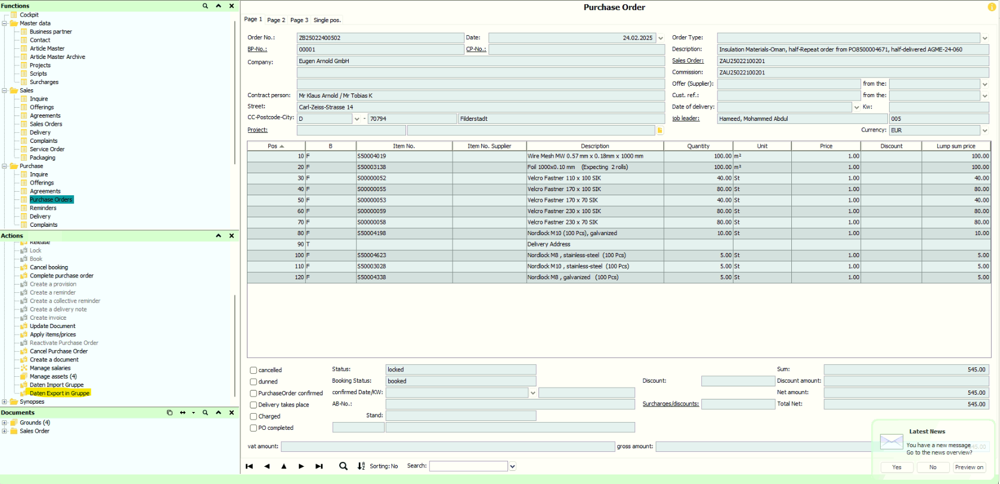 Functions
Cockpit
Master data
Business partner
Contact
Article Master
Article Master Archive
Projects
Scripts
Surcharges
Sales
Inquire
Offerings
Agreements
Sales Orders
Delivery
Complaints
Service Order
Packaging
Purchase
Inquire
Offerings
Agreements
Purchase Orders
Reminders
Delivery
Complaints
Actions
Release
Lock
Book
Cancel booking
Complete purchase order
Create a provision
Create a reminder
Create a collective reminder
Create a delivery note
Create invoice
Update Document
Apply items/prices
Reactivate Purchase Order
Cancel Purchase Order
Create a document
Manage salaries
Manage assets (4)
Daten Import Gruppe
Daten Export in Gruppe
Synopses
Documents
Grounds (4)
Sales Order
Purchase Order
Page 1 Page 2 Page 3 Single pos.
Order No.: ZB25022400502 Date: 24.02.2025 Order Type:
BP-No.: 00001 CP-No.: Description: Insulation Materials-Oman, half-Repeat order from PO8500004671, half-delivered AGME-24-060
Company: Eugen Arnold GmbH Sales Order: ZAU25022100201
Commission: ZAU25022100201
Offer (Supplier): from the:
Contract person: Mr Klaus Arnold / Mr Tobias K Cust. ref.: from the:
Street: Carl-Zeiss-Strasse 14 Date of delivery: Kw:
CC-Postcode-City: D - 70794 Filderstadt job leader: Hameed, Mohammed Abdul 005
Project: Currency: EUR
Pos B Item No. Item No. Supplier Description Quantity Unit Price Discount Lump sum price
10 F S50004019 Wire Mesh MW 0.57 mm x 0.18mm x 1000 mm 100.00 m² 1.00 100.00
20 F S50003138 Foil 1000x0.10 mm (Expecting 2 rolls) 100.00 m² 1.00 100.00
30 F S00000052 Velcro Fastner 110 x 100 SIK 40.00 St 1.00 40.00
40 F S00000055 Velcro Fastner 170 x 100 SIK 80.00 St 1.00 80.00
50 F S00000053 Velcro Fastner 170 x 70 SIK 40.00 St 1.00 40.00
60 F S00000059 Velcro Fastner 230 x 100 SIK 80.00 St 1.00 80.00
70 F S00000058 Velcro Fastner 230 x 70 SIK 80.00 St 1.00 80.00
80 F S50004198 Nordlock M10 (100 Pcs), galvanized 10.00 St 1.00 10.00
90 T Delivery Address
100 F S50004623 Nordlock M8 , stainless-steel (100 Pcs) 5.00 St 1.00 5.00
110 F S50003028 Nordlock M10 , stainless-steel (100 Pcs) 5.00 St 1.00 5.00
120 F S50004338 Nordlock M8 , galvanized (100 Pcs) 5.00 St 1.00 5.00
cancelled Status: locked Sum: 545.00
dunned Booking Status: booked Discount: Discount amount:
PurchaseOrder confirmed confirmed Date/KW: Net amount: 545.00
Delivery takes place AB-No.: Surcharges/discounts: Total Net: 545.00
Charged Stand:
PO completed
vat amount: gross amount: 545.00
Sorting: No Search:
Latest News
You have a new message
Go to the news overview?
Yes No Preview on